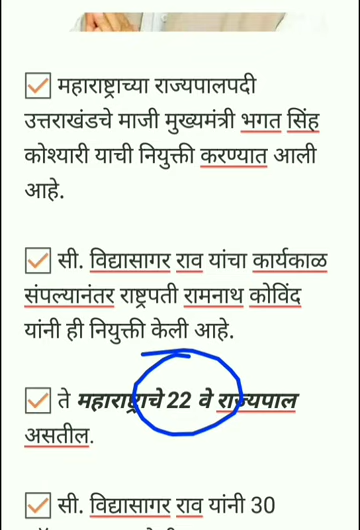 महाराष्ट्राच्या राज्यपालपदी
उत्तराखंडचे माजी मुख्यमंत्री भगत सिंह
कोश्यारी याची नियुक्ती करण्यात आली
आहे.
सी. विद्यासागर राव यांचा कार्यकाळ
संपल्यानंतर राष्ट्रपती रामनाथ कोविंद
यांनी ही नियुक्ती केली आहे.
ते महाराष्ट्राचे 22 वे राज्यपाल
असतील.
सी. विद्यासागर राव यांनी 30